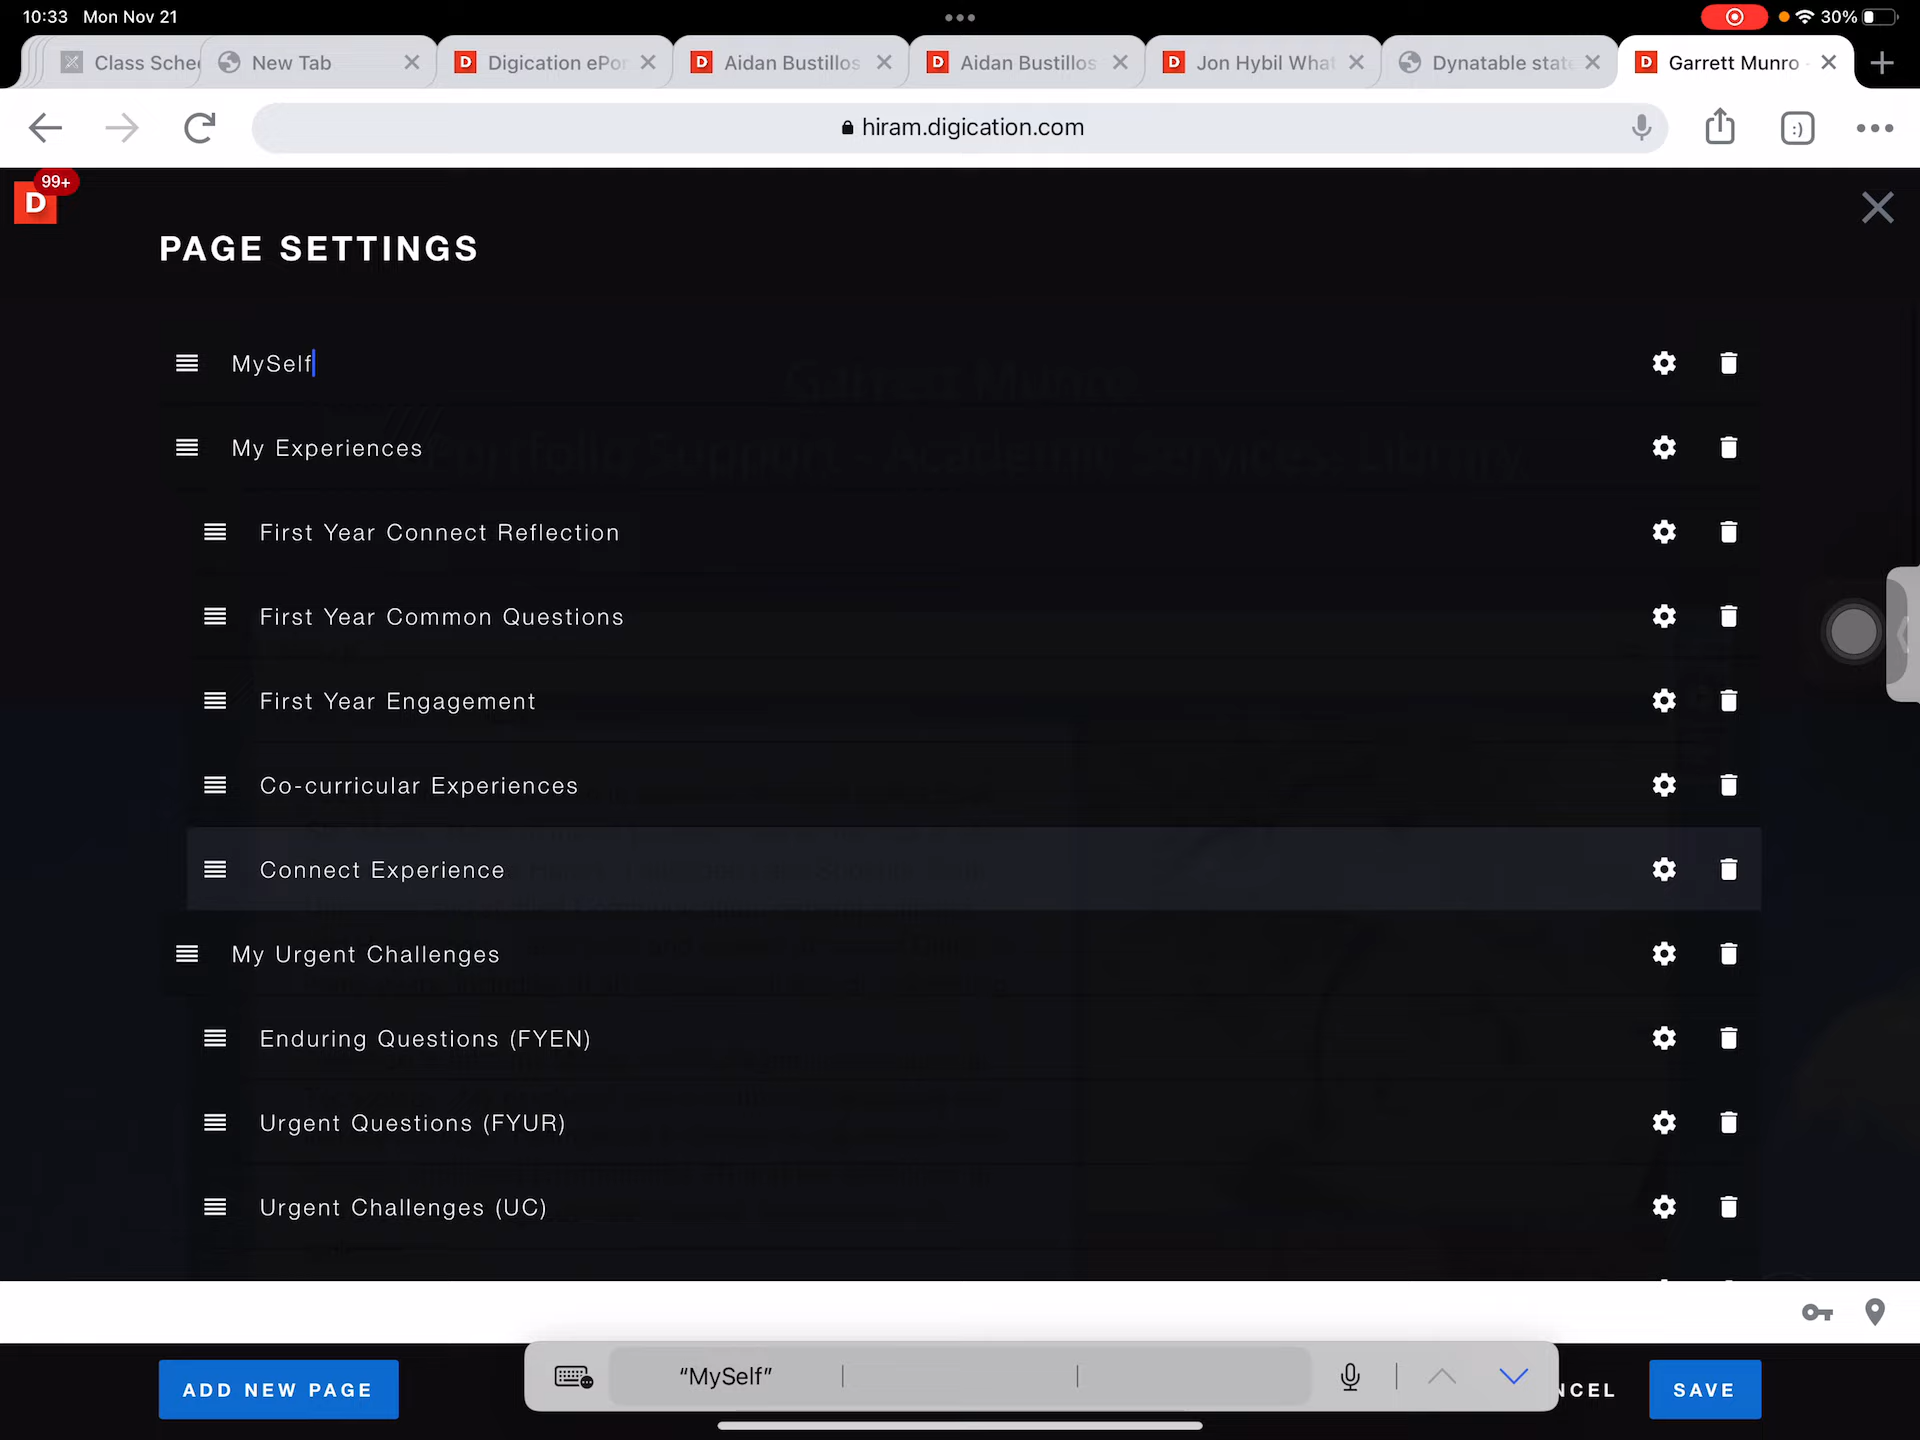 10:33 Mon Nov 21
30%
Class Sche
New Tab
Digication ePor
Aidan Bustillos
Aidan Bustillos
Jon Hybil What
Dynatable state
Garrett Munro -
hiram.digication.com
D
99+
PAGE SETTINGS
MySelf
My Experiences
First Year Connect Reflection
First Year Common Questions
First Year Engagement
Co-curricular Experiences
Connect Experience
My Urgent Challenges
Enduring Questions (FYEN)
Urgent Questions (FYUR)
Urgent Challenges (UC)
ADD NEW PAGE
“MySelf”
NCEL
SAVE